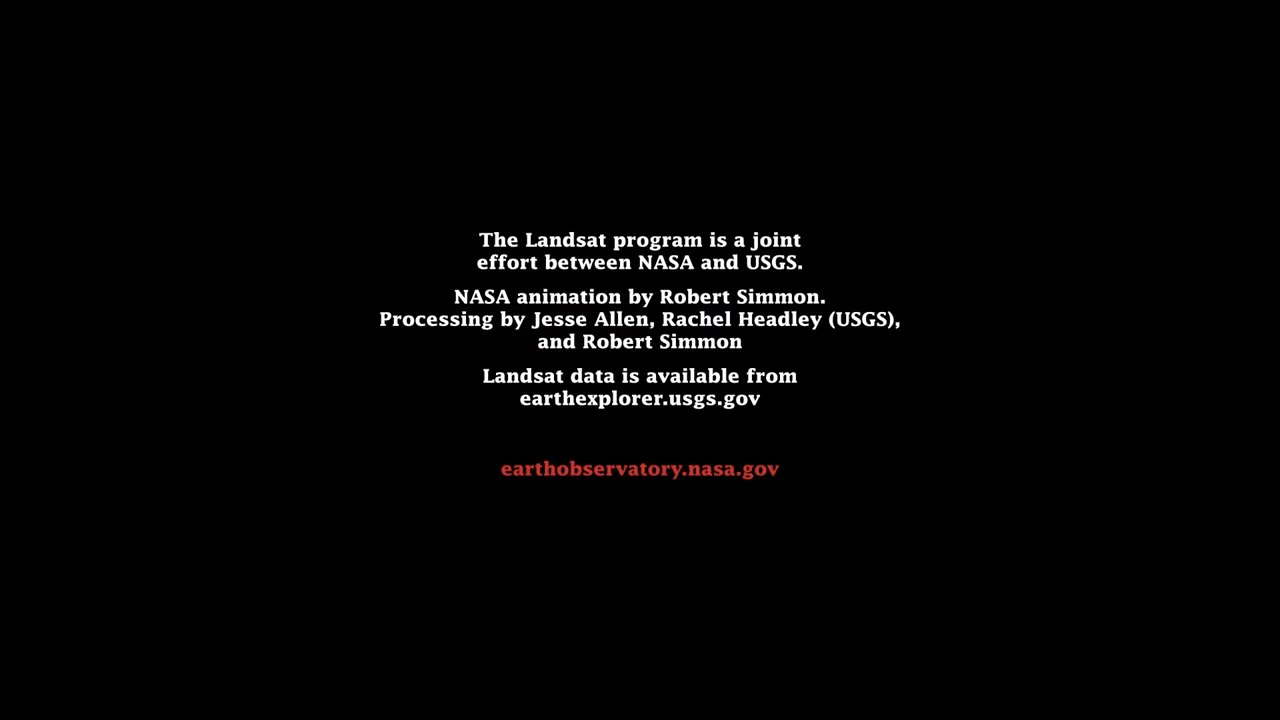 The Landsat program is a joint
effort between NASA and USGS.
NASA animation by Robert Simmon.
Processing by Jesse Allen, Rachel Headley (USGS),
and Robert Simmon
Landsat data is available from
earthexplorer.usgs.gov
earthobservatory.nasa.gov